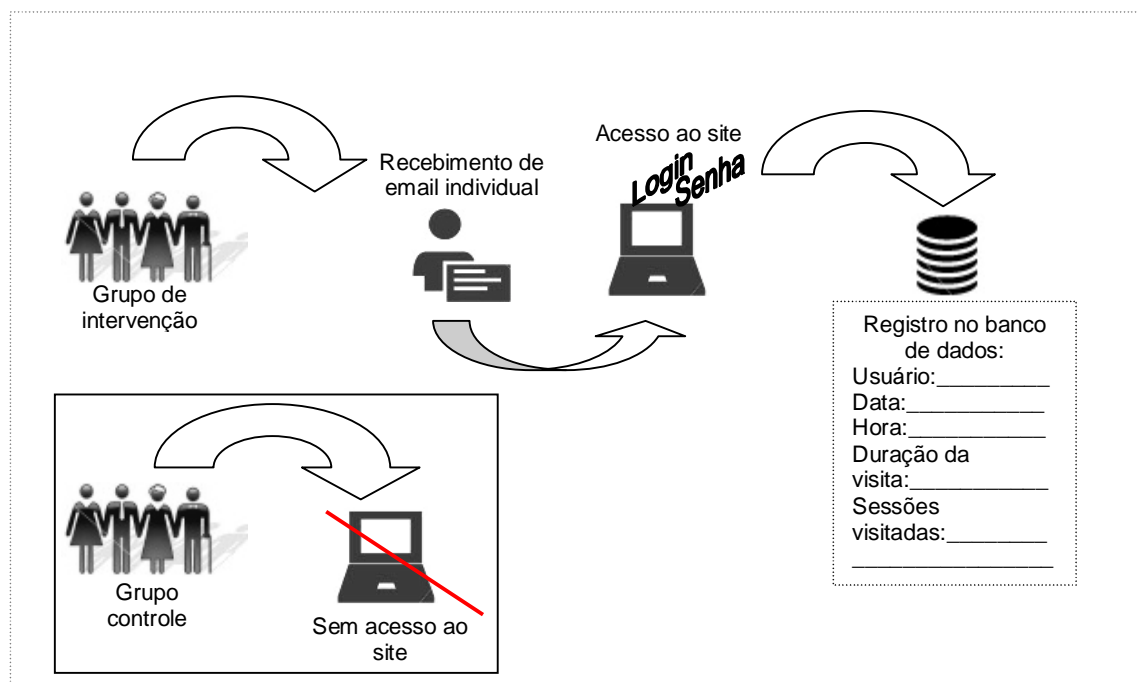 Grupo de
intervenção
Recebimento de
email individual
Acesso ao site
Login
Senha
Registro no banco
de dados:
Usuário:_________
Data:___________
Hora:___________
Duração da
visita:___________
Sessões
visitadas:________
________________
Grupo
controle
Sem acesso ao
site